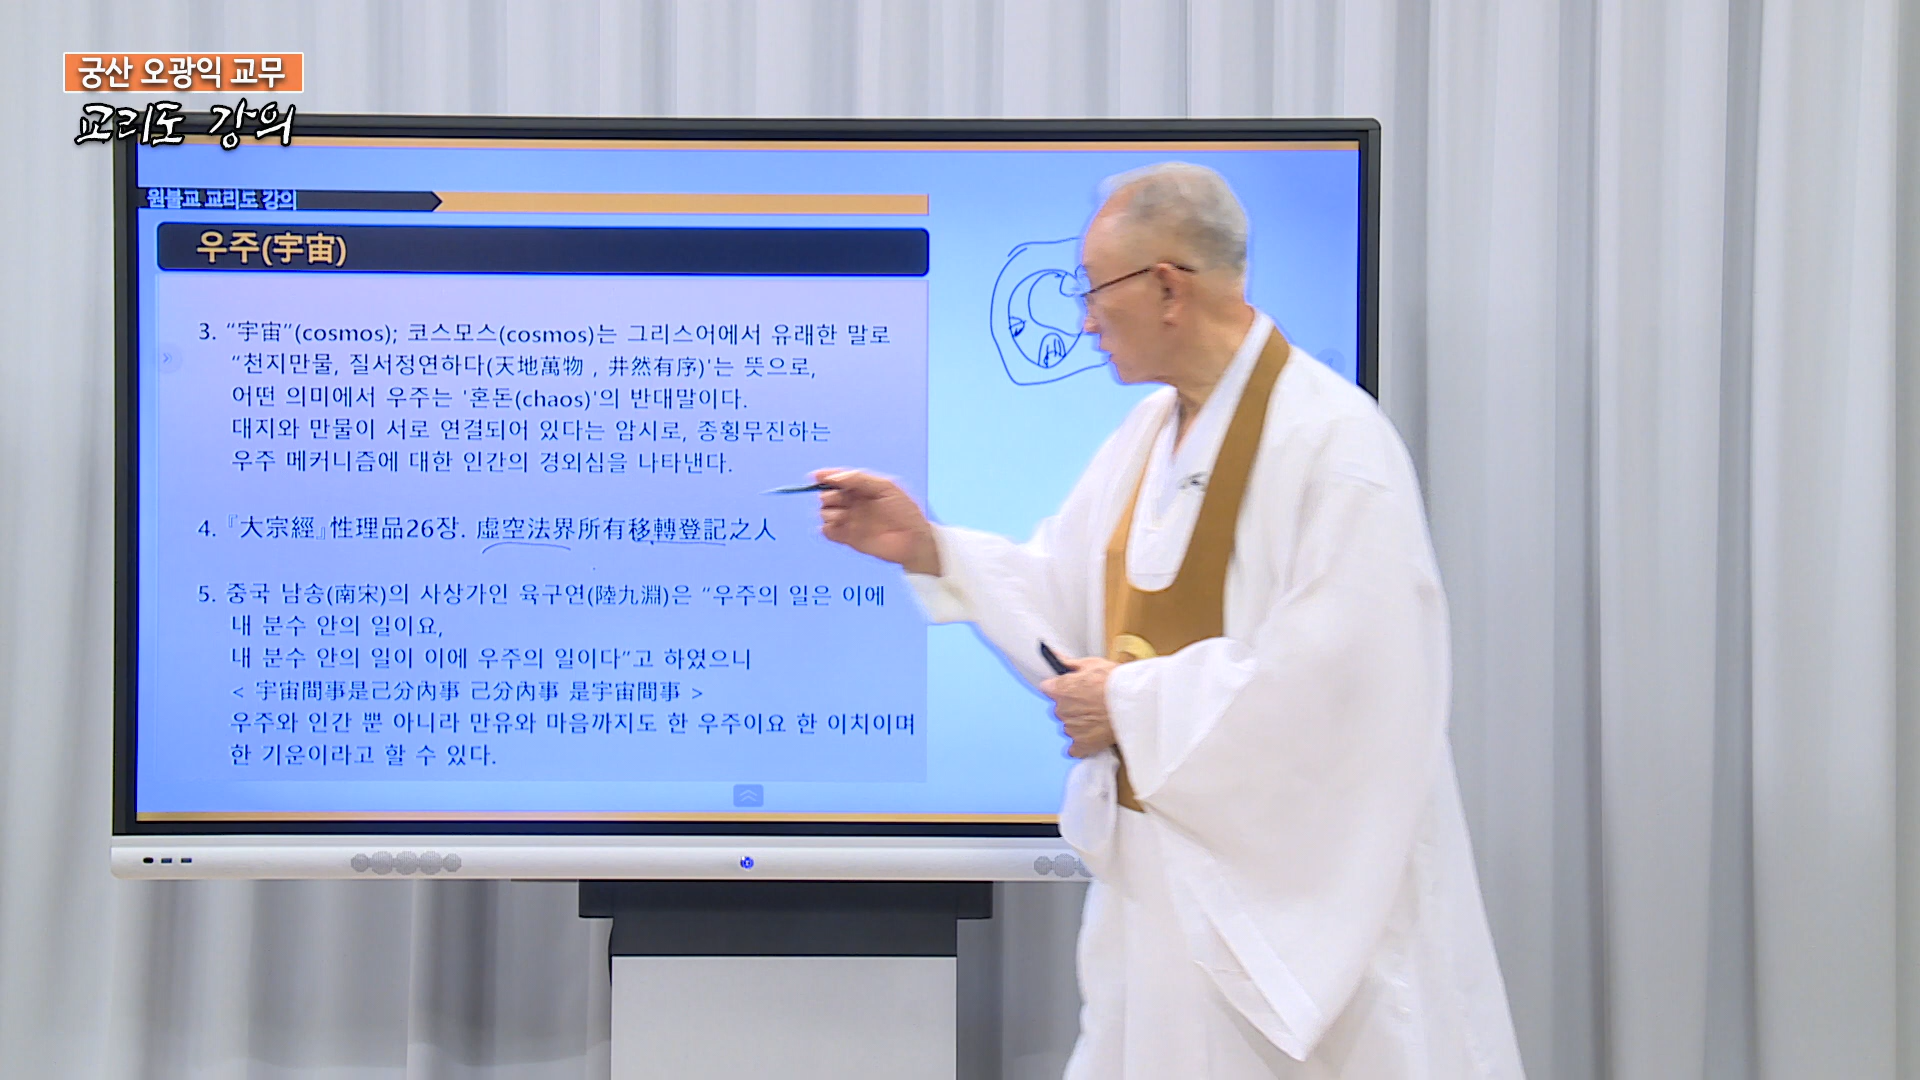 궁산 오광익 교무
교리도 강의
원불교 교리도 강의
우주(宇宙)
3. “宇宙”(cosmos); 코스모스(cosmos)는 그리스어에서 유래한 말로
“천지만물, 질서정연하다(天地萬物 , 井然有序)'는 뜻으로,
어떤 의미에서 우주는 '혼돈(chaos)'의 반대말이다.
대지와 만물이 서로 연결되어 있다는 암시로, 종횡무진하는
우주 메커니즘에 대한 인간의 경외심을 나타낸다.
4. 『大宗經』性理品26장. 虛空法界所有移轉登記之人
5. 중국 남송(南宋)의 사상가인 육구연(陸九淵)은 “우주의 일은 이에
내 분수 안의 일이요,
내 분수 안의 일이 이에 우주의 일이다”고 하였으니
< 宇宙間事是己分內事 己分內事 是宇宙間事 >
우주와 인간 뿐 아니라 만유와 마음까지도 한 우주이요 한 이치이며
한 기운이라고 할 수 있다.